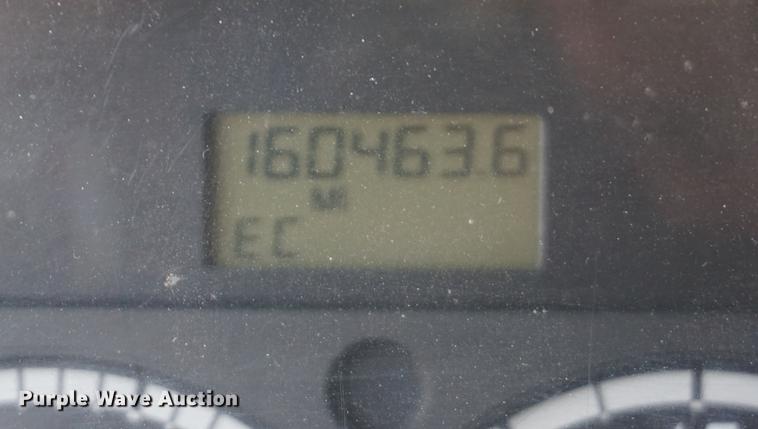 160463.6
MI
EC
Purple Wave Auction